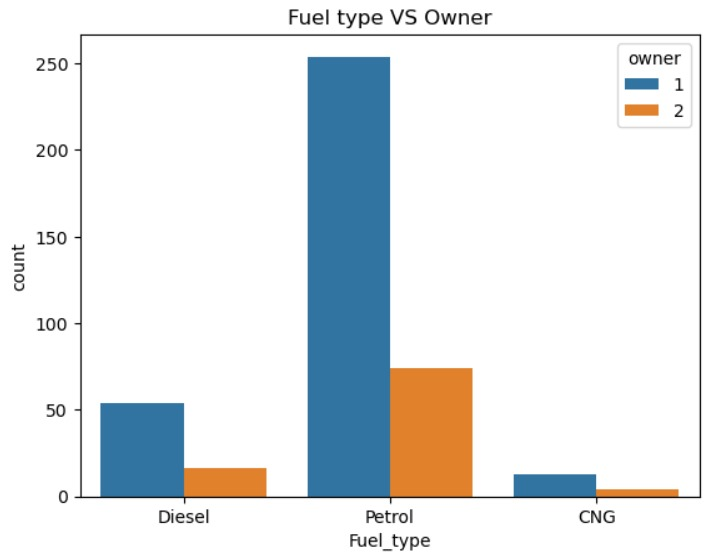 Fuel type VS Owner
owner
1
2
count
250
200
150
100
50
0
Diesel Petrol CNG
Fuel_type